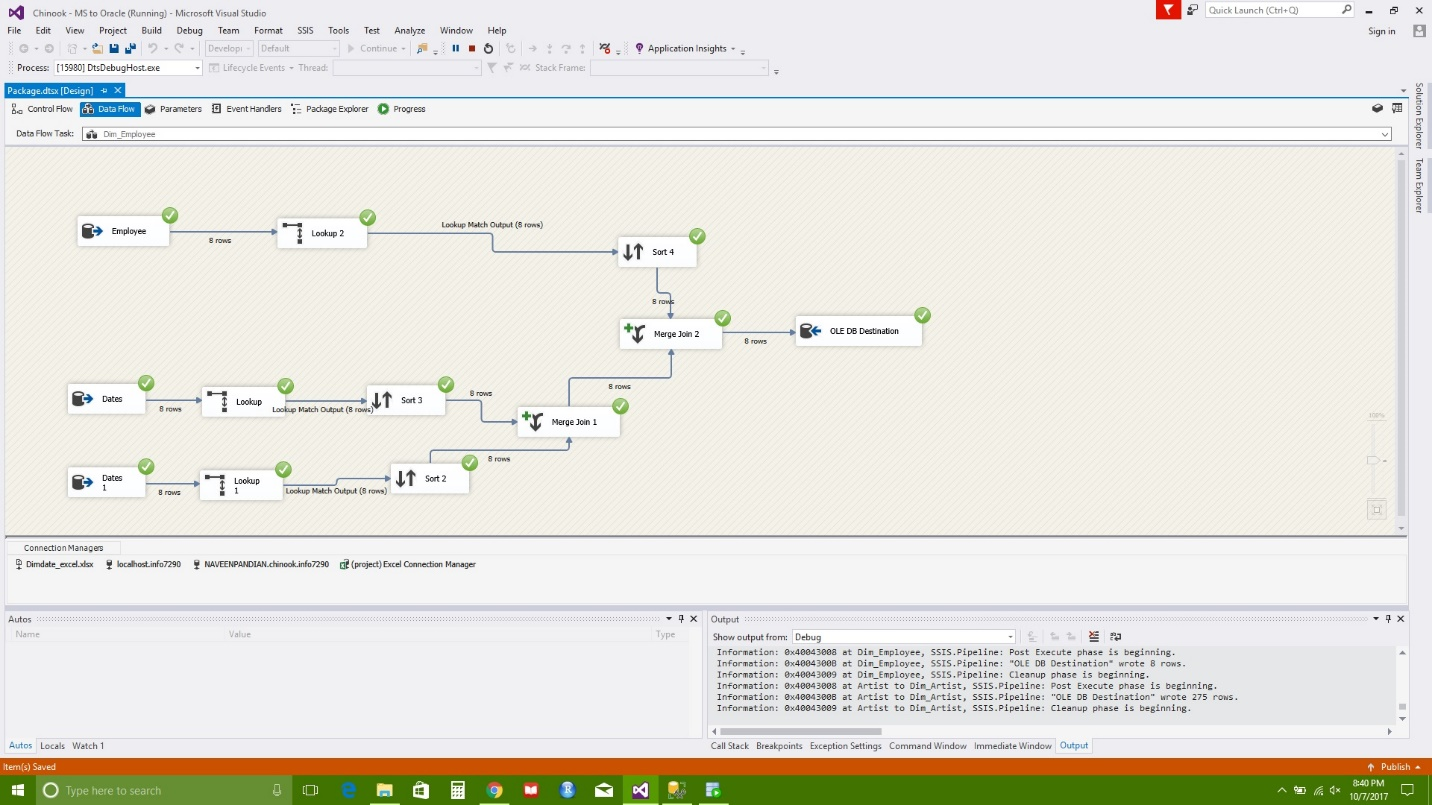 Chinook - MS to Oracle (Running) - Microsoft Visual Studio
Quick Launch (Ctrl+Q)
File Edit View Project Build Debug Team Format SSIS Tools Test Analyze Window Help
Sign in
Develop Default Continue Application Insights
Process: [15980] DtsDebugHost.exe Lifecycle Events Thread: Stack Frame:
Package.dtsx [Design]
Control Flow Data Flow Parameters Event Handlers Package Explorer Progress
Data Flow Task: Dim_Employee
Solution Explorer
Team Explorer
Employee
8 rows
Lookup 2
Lookup Match Output (8 rows)
Sort 4
8 rows
Merge Join 2
8 rows
OLE DB Destination
8 rows
Dates
8 rows
Lookup
Lookup Match Output (8 rows)
Sort 3
8 rows
Merge Join 1
8 rows
Dates
1
8 rows
Lookup
1
Lookup Match Output (8 rows)
Sort 2
100%
Connection Managers
Dimdate_excel.xlsx localhost.info7290 NAVEENPANDIAN.chinook.info7290 (project) Excel Connection Manager
Autos
Name Value Type
Output
Show output from: Debug
Information: 0x40043008 at Dim_Employee, SSIS.Pipeline: Post Execute phase is beginning.
Information: 0x4004300B at Dim_Employee, SSIS.Pipeline: "OLE DB Destination" wrote 8 rows.
Information: 0x40043009 at Dim_Employee, SSIS.Pipeline: Cleanup phase is beginning.
Information: 0x40043008 at Artist to Dim_Artist, SSIS.Pipeline: Post Execute phase is beginning.
Information: 0x4004300B at Artist to Dim_Artist, SSIS.Pipeline: "OLE DB Destination" wrote 275 rows.
Information: 0x40043009 at Artist to Dim_Artist, SSIS.Pipeline: Cleanup phase is beginning.
Autos Locals Watch 1
Call Stack Breakpoints Exception Settings Command Window Immediate Window Output
Item(s) Saved
Publish
Type here to search
8:40 PM
10/7/2017